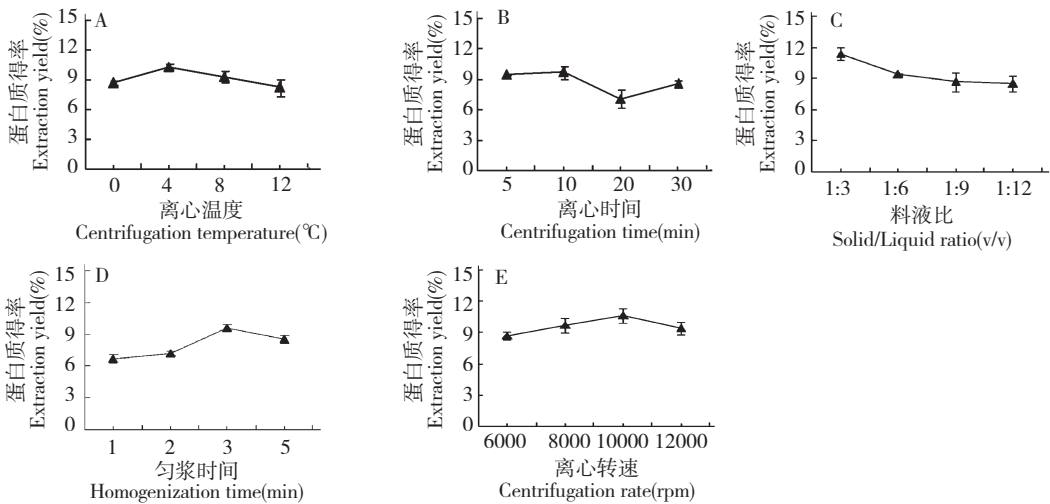 A
蛋白质得率
Extraction yield(%)
15
12
9
6
3
0
0 4 8 12
离心温度
Centrifugation temperature(℃)
B
蛋白质得率
Extraction yield(%)
15
12
9
6
3
0
5 10 20 30
离心时间
Centrifugation time(min)
C
蛋白质得率
Extraction yield(%)
15
12
9
6
3
0
1:3 1:6 1:9 1:12
料液比
Solid/Liquid ratio(v/v)
D
蛋白质得率
Extraction yield(%)
15
12
9
6
3
0
1 2 3 5
匀浆时间
Homogenization time(min)
E
蛋白质得率
Extraction yield(%)
15
12
9
6
3
0
6000 8000 10000 12000
离心转速
Centrifugation rate(rpm)